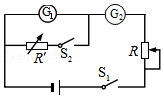 G₁ G₂
R′ S₂ R
S₁